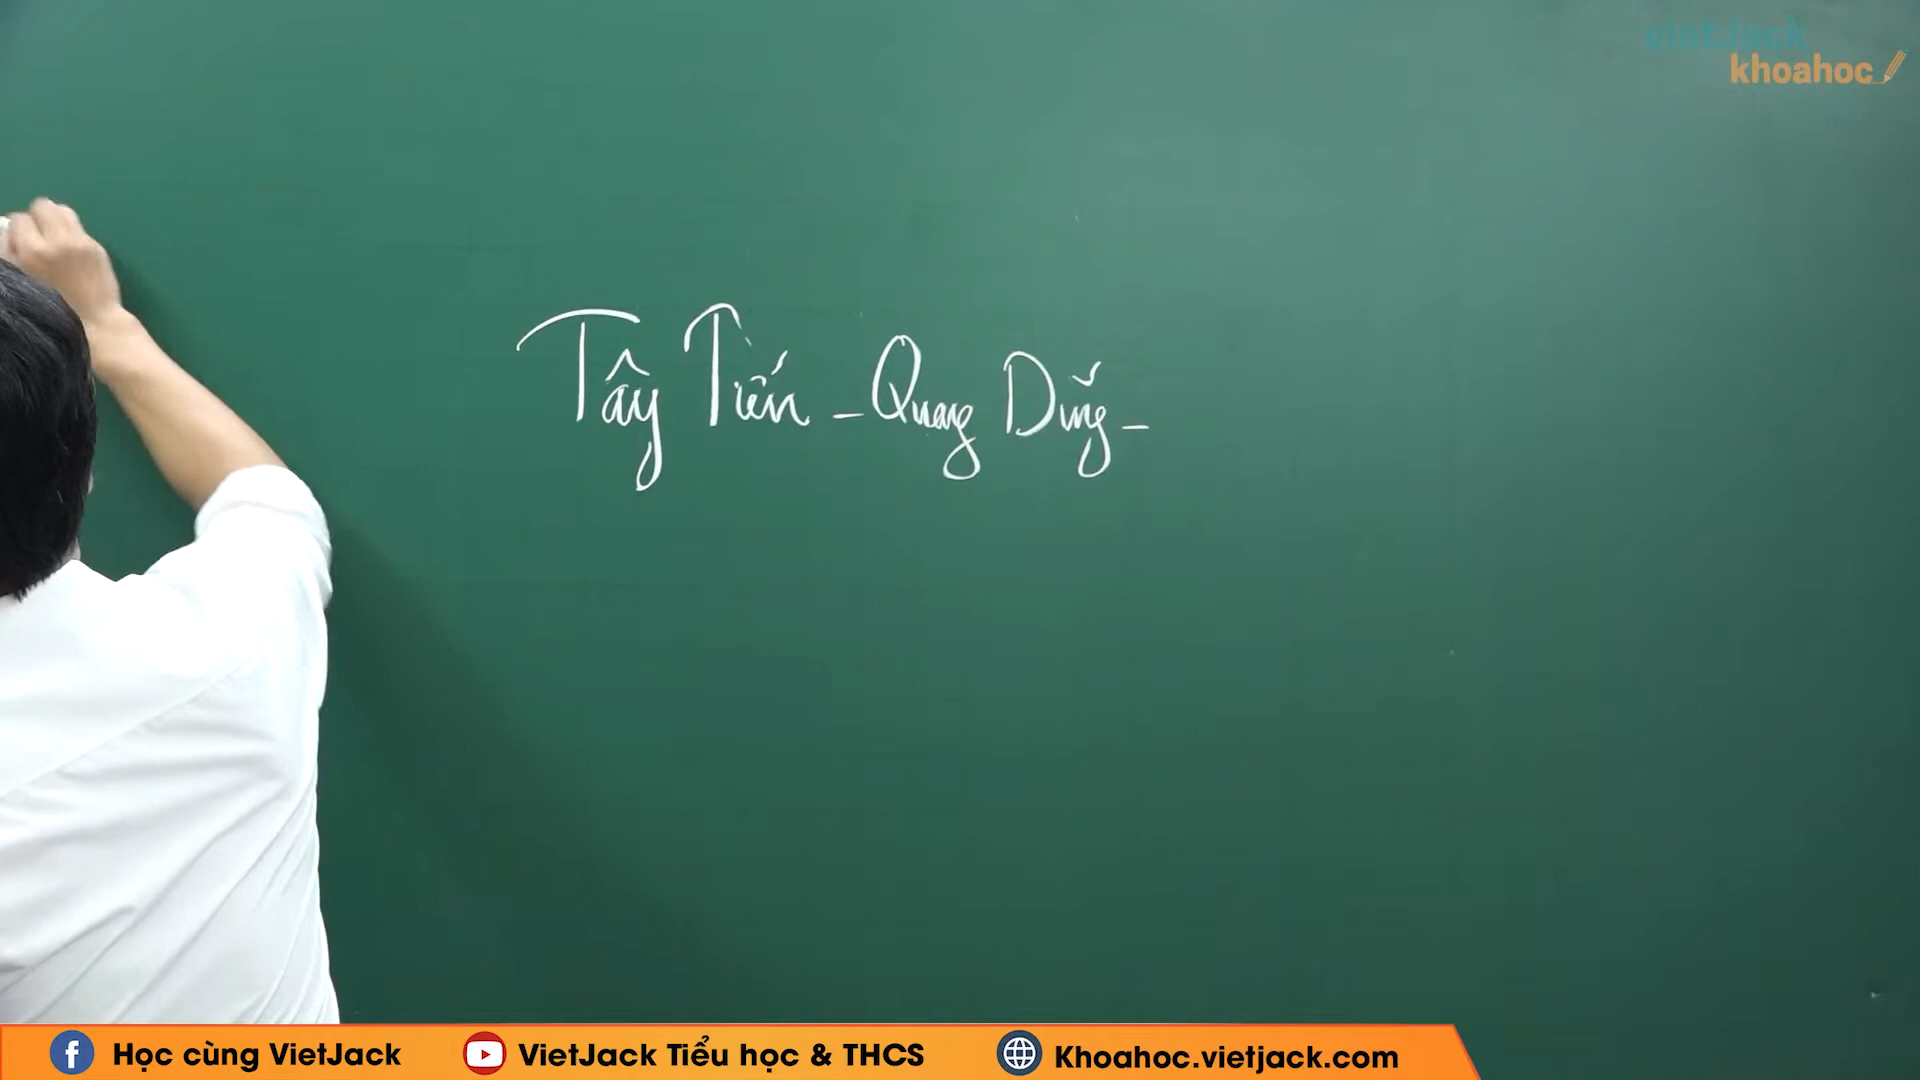 vietJack
khoahoc
Tây Tiến - Quang Dũng -
Học cùng VietJack
VietJack Tiểu học & THCS
Khoahoc.vietjack.com